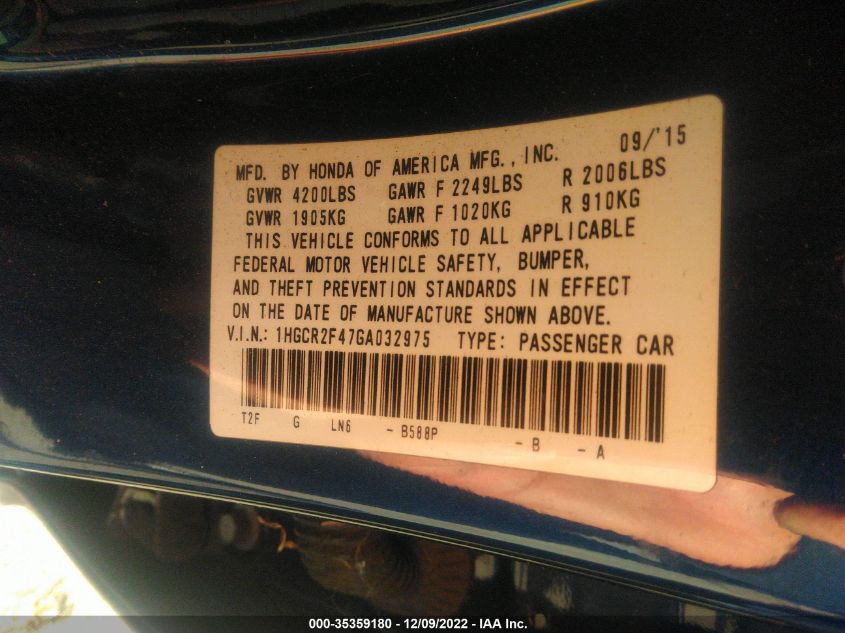 09/'15
MFD. BY HONDA OF AMERICA MFG., INC.
GVWR 4200LBS GAWR F 2249LBS R 2006LBS
GVWR 1905KG GAWR F 1020KG R 910KG
THIS VEHICLE CONFORMS TO ALL APPLICABLE
FEDERAL MOTOR VEHICLE SAFETY, BUMPER,
AND THEFT PREVENTION STANDARDS IN EFFECT
ON THE DATE OF MANUFACTURE SHOWN ABOVE.
V.I.N.: 1HGCR2F47GA032975 TYPE: PASSENGER CAR
T2F G LN6 - B588P - B - A
000-35359180 - 12/09/2022 - IAA Inc.